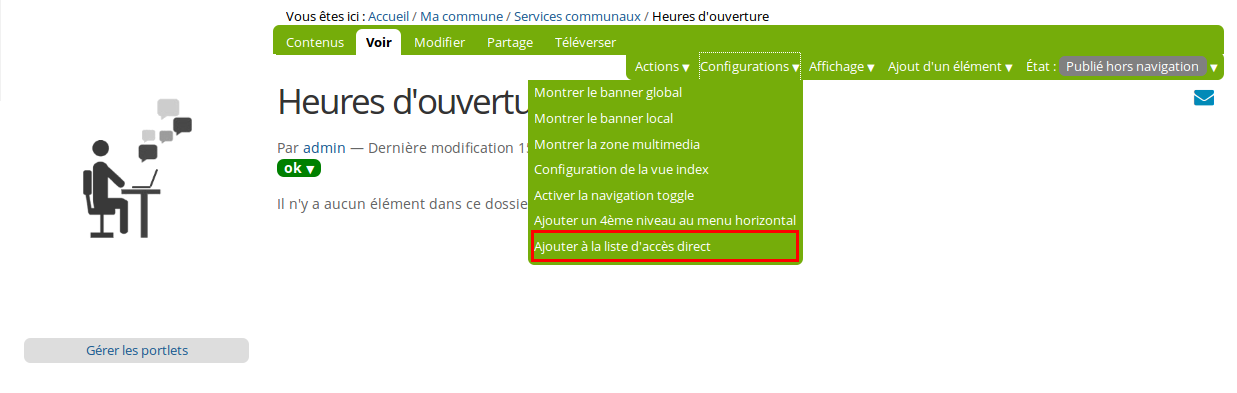 Vous êtes ici : Accueil / Ma commune / Services communaux / Heures d'ouverture
Contenus Voir Modifier Partage Téléverser
Actions ▼ Configurations ▼ Affichage ▼ Ajout d'un élément ▼ État : Publié hors navigation ▼
Montrer le banner global
Montrer le banner local
Montrer la zone multimedia
Configuration de la vue index
Activer la navigation toggle
Ajouter un 4ème niveau au menu horizontal
Ajouter à la liste d'accès direct
Heures d'ouvertu
Par admin — Dernière modification
ok ▼
Il n'y a aucun élément dans ce dossie
Gérer les portlets